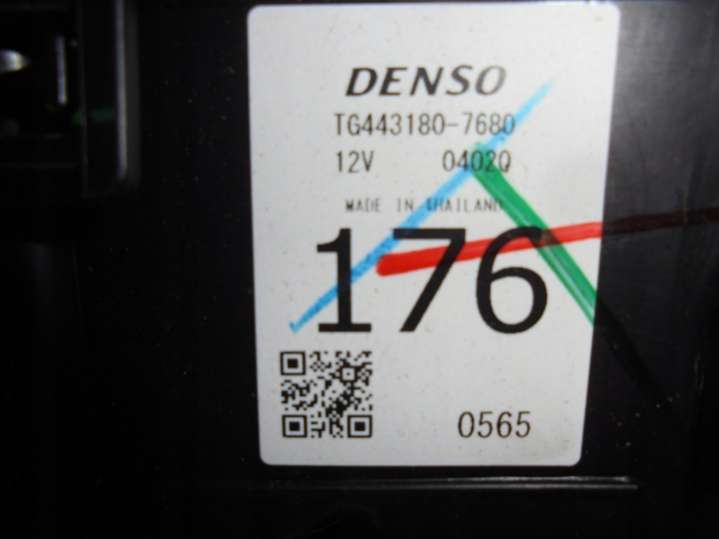 DENSO
TG443180-7680
12V 0402Q
MADE IN THAILAND
176
0565